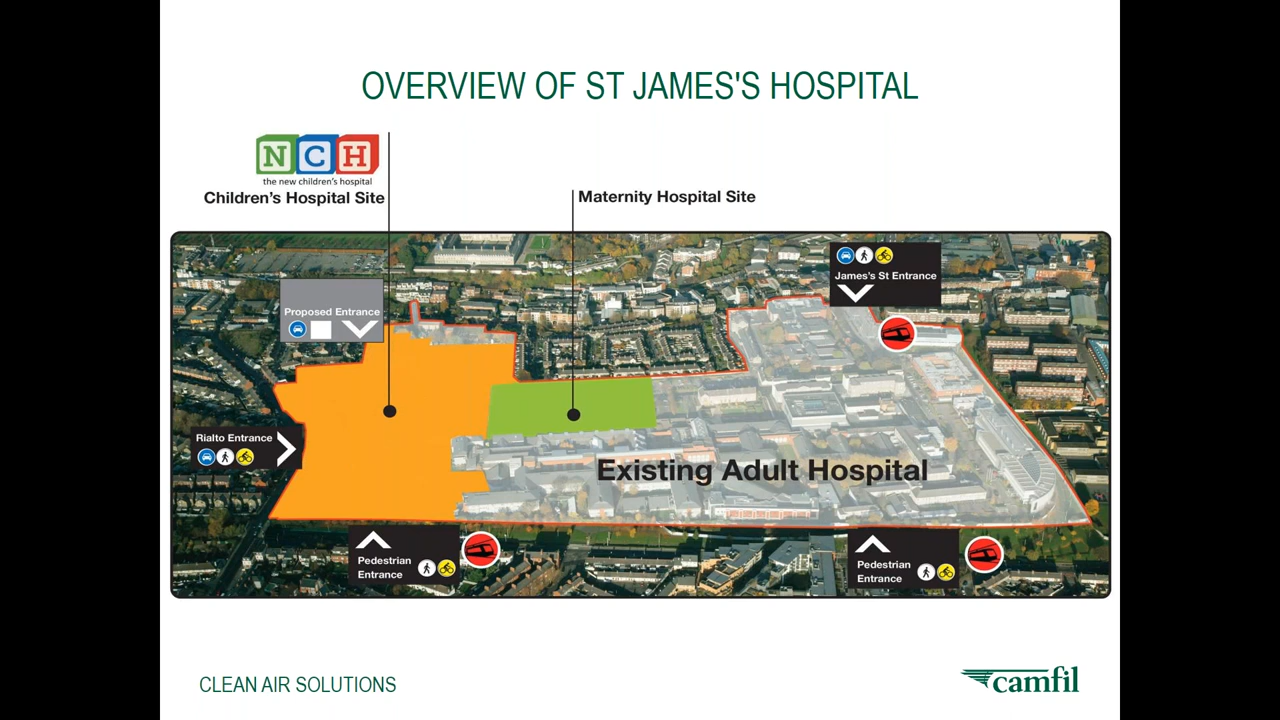 OVERVIEW OF ST JAMES'S HOSPITAL
NCH
the new children's hospital
Children's Hospital Site
Maternity Hospital Site
James's St Entrance
Proposed Entrance
Rialto Entrance
Existing Adult Hospital
Pedestrian
Entrance
Pedestrian
Entrance
CLEAN AIR SOLUTIONS
camfil